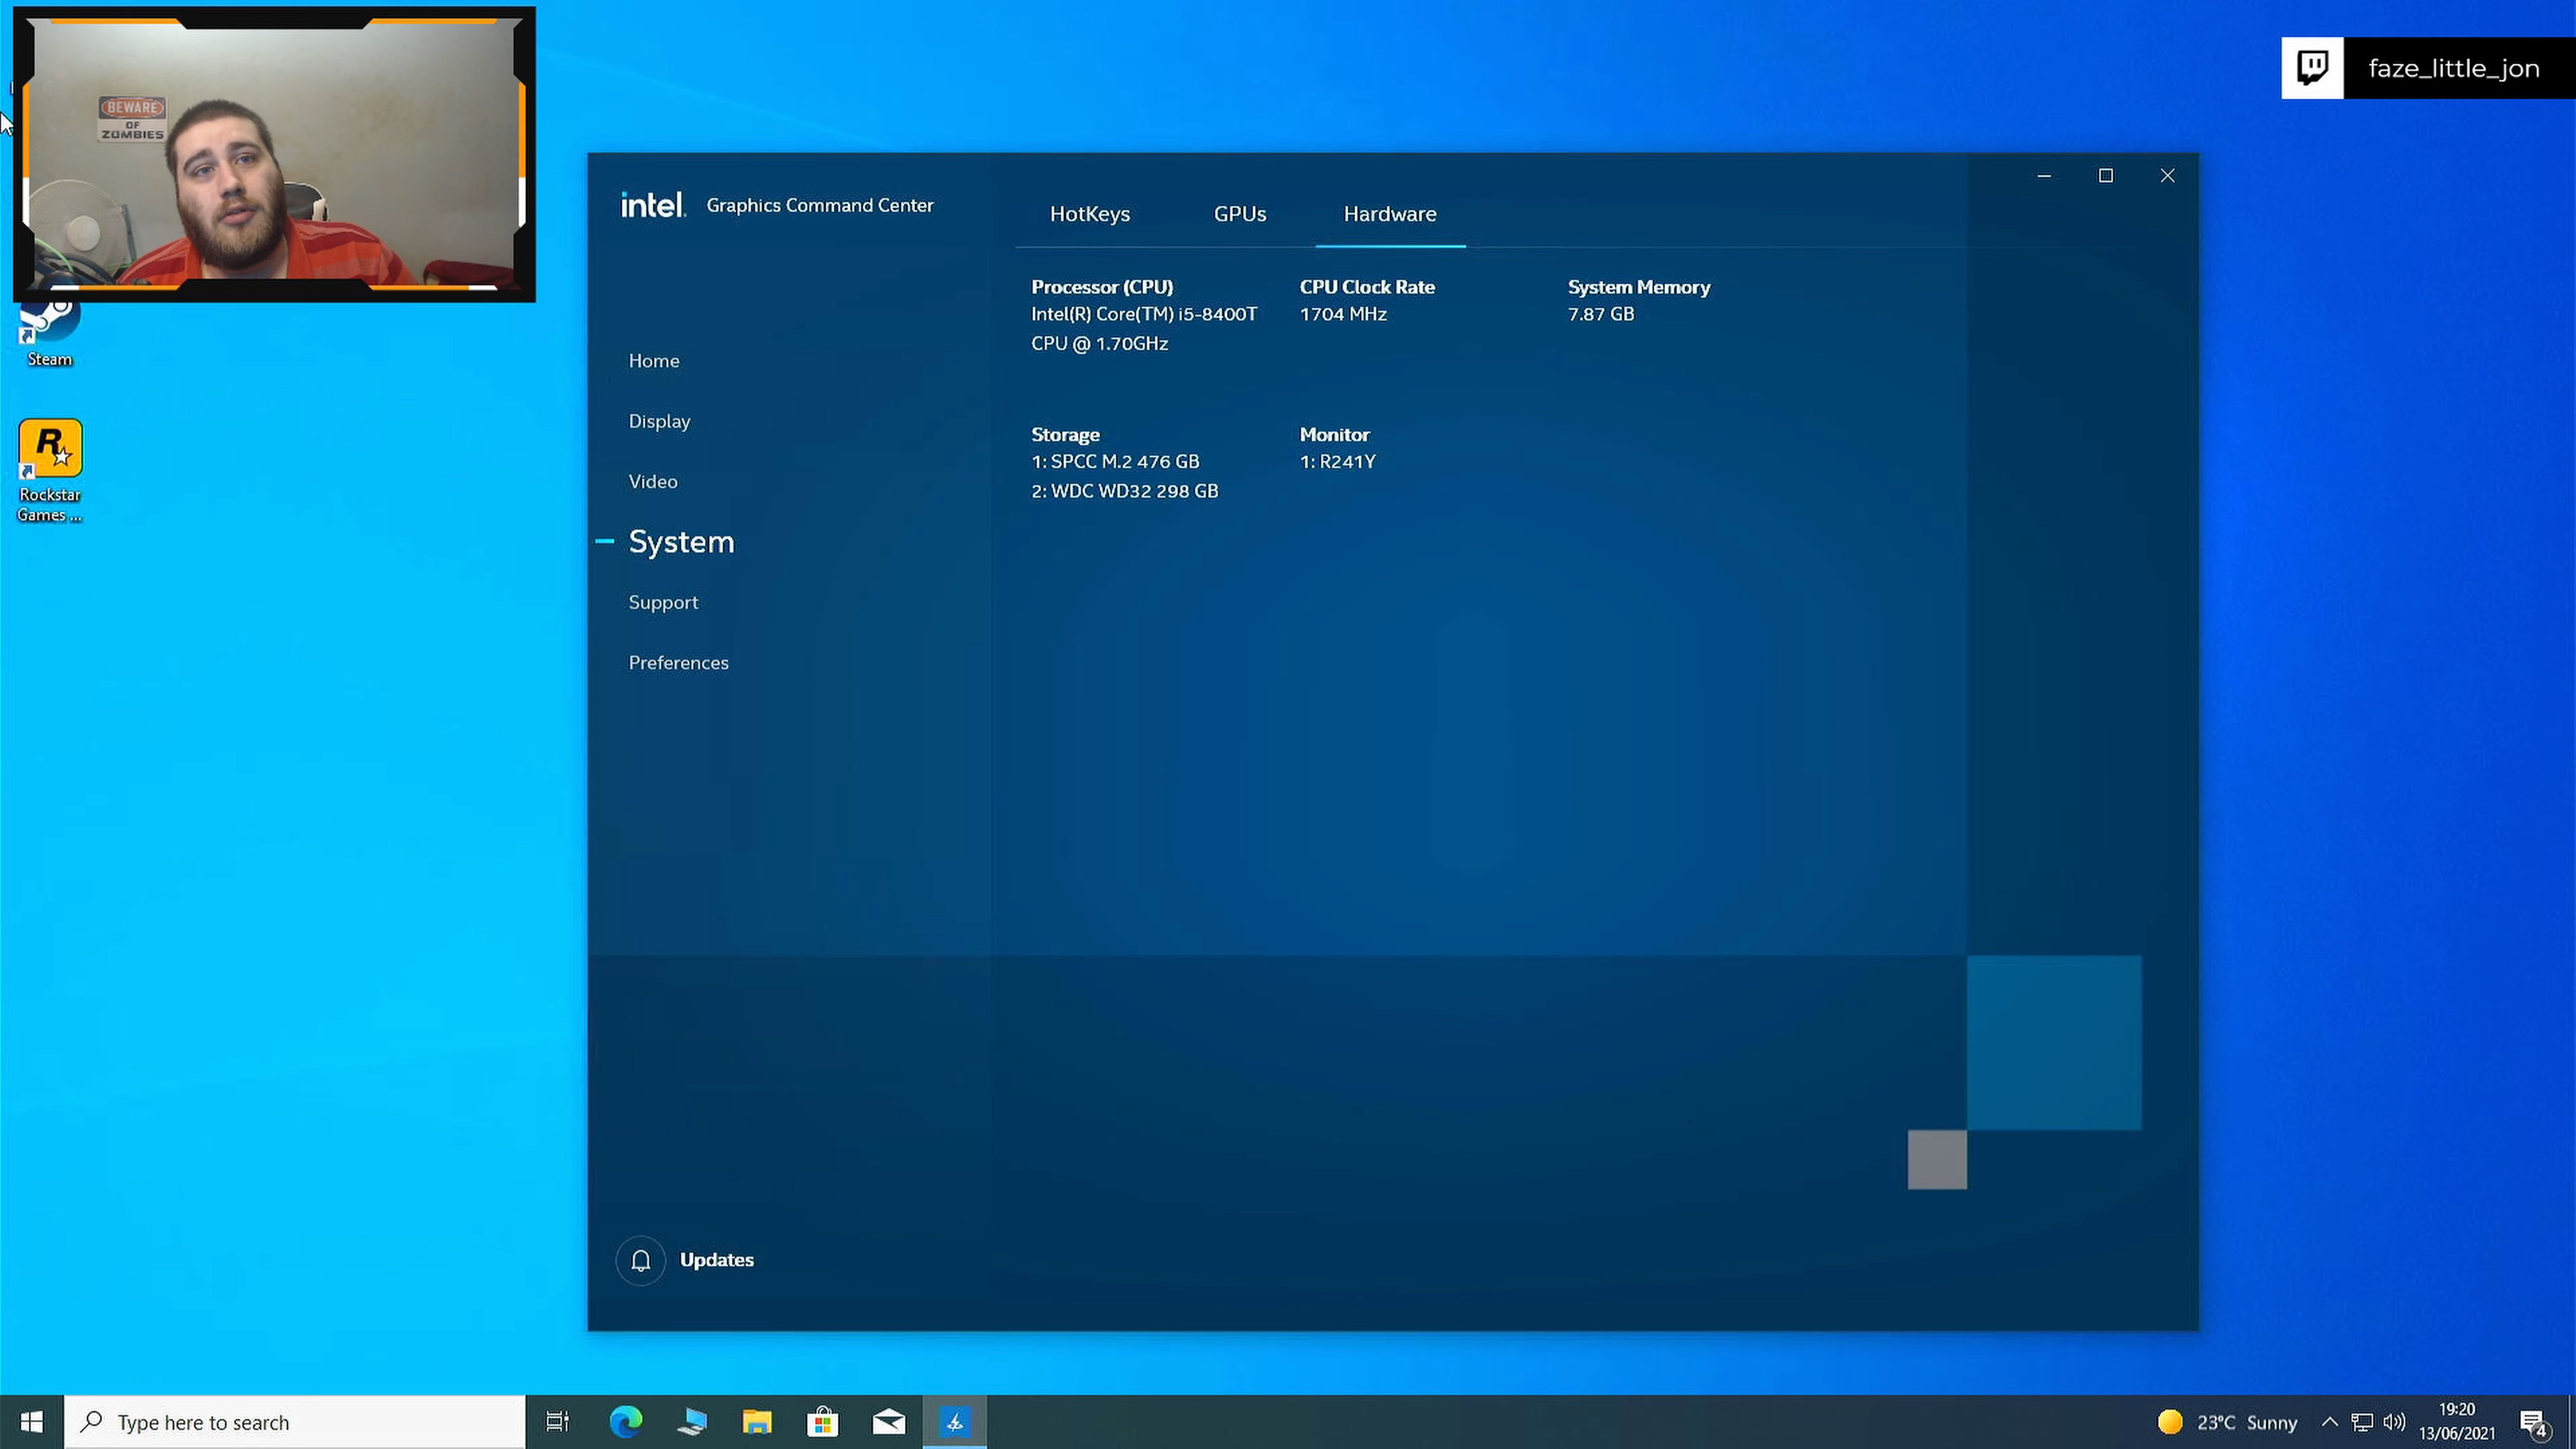 BEWARE
OF
ZOMBIES
faze_little_jon
Steam
R
Rockstar
Games ...
intel. Graphics Command Center
HotKeys GPUs Hardware
Home
Display
Video
System
Support
Preferences
Updates
Processor (CPU)
Intel(R) Core(TM) i5-8400T
CPU @ 1.70GHz
CPU Clock Rate
1704 MHz
System Memory
7.87 GB
Storage
1: SPCC M.2 476 GB
2: WDC WD32 298 GB
Monitor
1: R241Y
Type here to search
23°C Sunny
19:20
13/06/2021
4